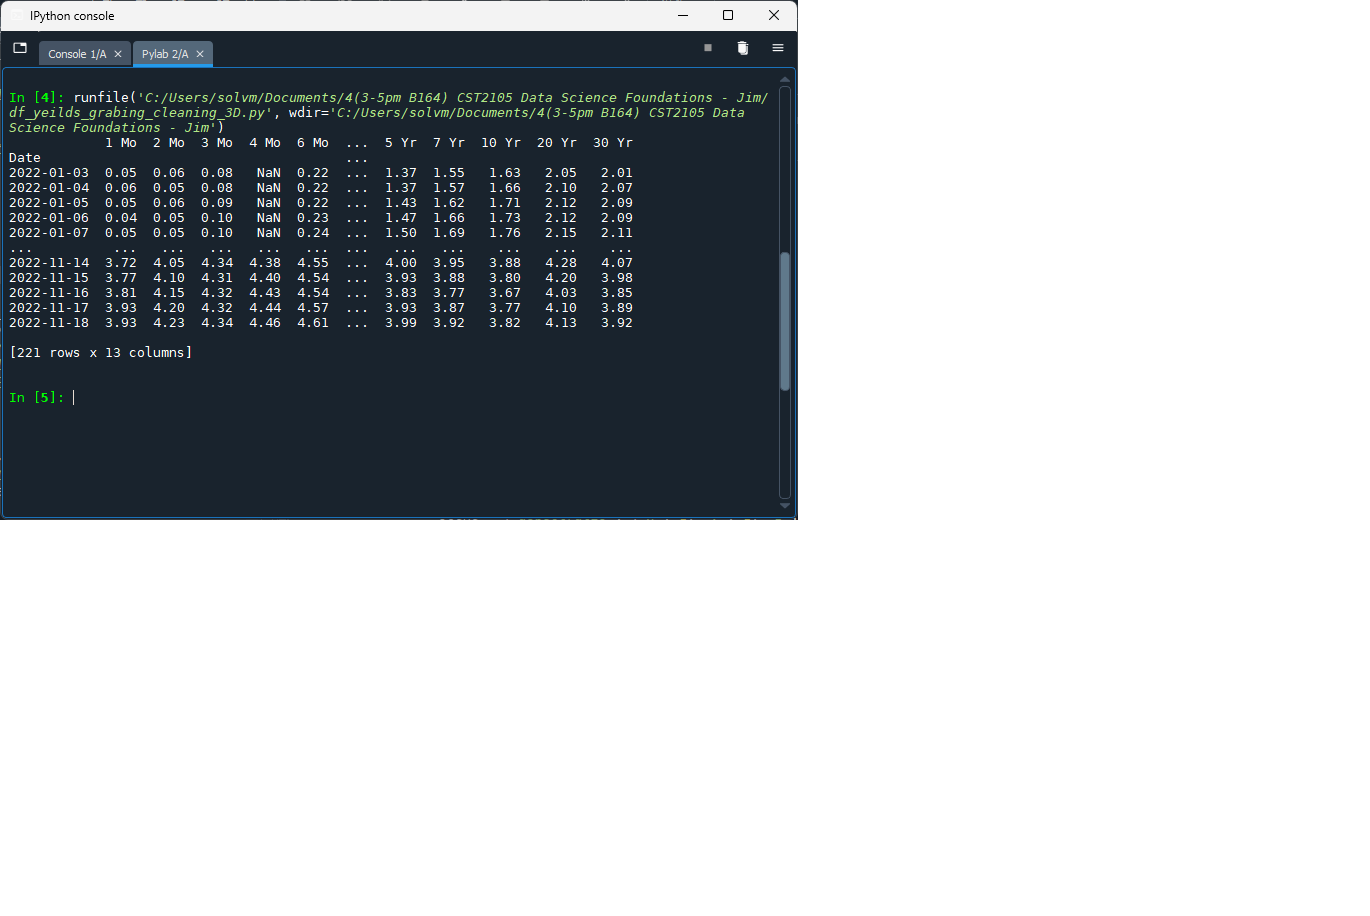 IPython console
Console 1/A
Pylab 2/A
In [4]: runfile('C:/Users/solvm/Documents/4(3-5pm B164) CST2105 Data Science Foundations - Jim/
df_yeilds_grabing_cleaning_3D.py', wdir='C:/Users/solvm/Documents/4(3-5pm B164) CST2105 Data
Science Foundations - Jim')
            1 Mo  2 Mo  3 Mo  4 Mo  6 Mo  ...  5 Yr  7 Yr  10 Yr  20 Yr  30 Yr
Date                                      ...
2022-01-03  0.05  0.06  0.08   NaN  0.22  ...  1.37  1.55   1.63   2.05   2.01
2022-01-04  0.06  0.05  0.08   NaN  0.22  ...  1.37  1.57   1.66   2.10   2.07
2022-01-05  0.05  0.06  0.09   NaN  0.22  ...  1.43  1.62   1.71   2.12   2.09
2022-01-06  0.04  0.05  0.10   NaN  0.23  ...  1.47  1.66   1.73   2.12   2.09
2022-01-07  0.05  0.05  0.10   NaN  0.24  ...  1.50  1.69   1.76   2.15   2.11
...          ...   ...   ...   ...   ...  ...   ...   ...    ...    ...    ...
2022-11-14  3.72  4.05  4.34  4.38  4.55  ...  4.00  3.95   3.88   4.28   4.07
2022-11-15  3.77  4.10  4.31  4.40  4.54  ...  3.93  3.88   3.80   4.20   3.98
2022-11-16  3.81  4.15  4.32  4.43  4.54  ...  3.83  3.77   3.67   4.03   3.85
2022-11-17  3.93  4.20  4.32  4.44  4.57  ...  3.93  3.87   3.77   4.10   3.89
2022-11-18  3.93  4.23  4.34  4.46  4.61  ...  3.99  3.92   3.82   4.13   3.92
[221 rows x 13 columns]
In [5]: